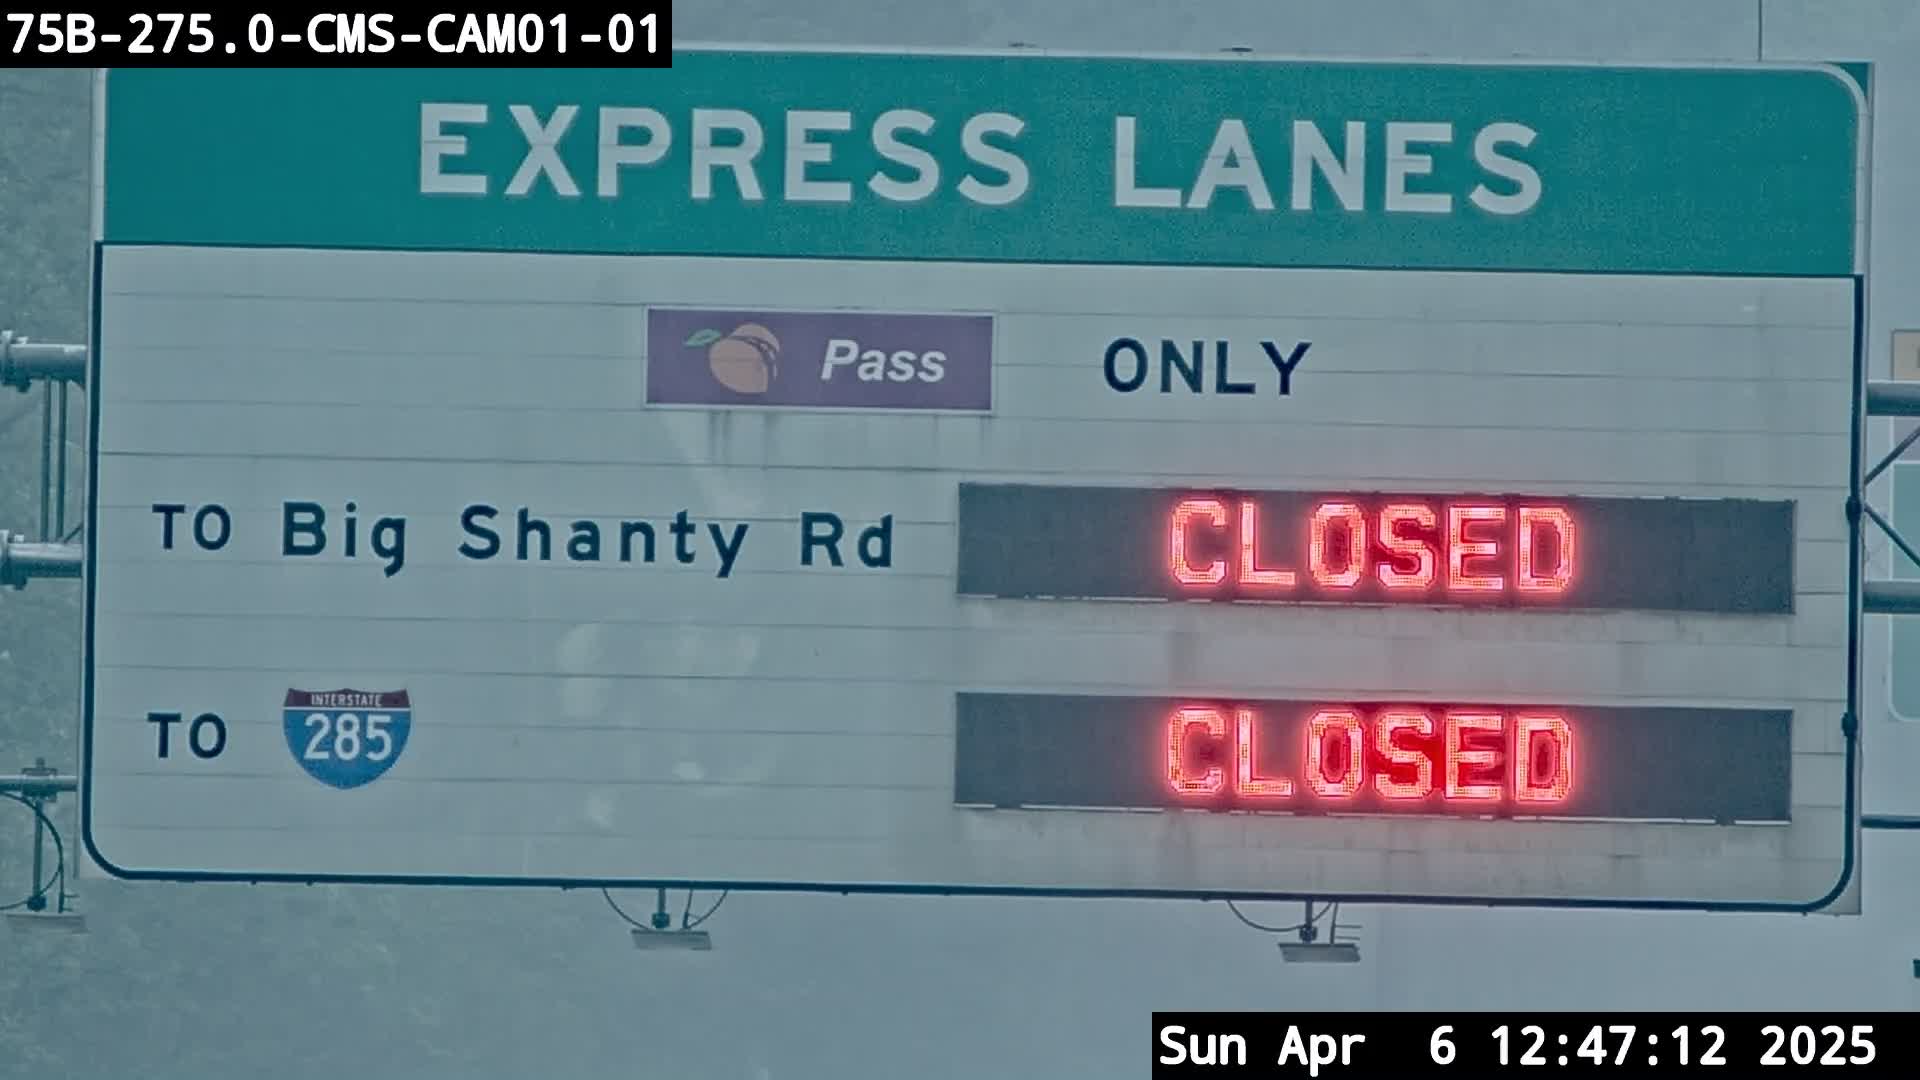 75B-275.0-CMS-CAM01-01
EXPRESS LANES
Pass ONLY
TO Big Shanty Rd CLOSED
TO INTERSTATE 285 CLOSED
Sun Apr  6 12:47:12 2025